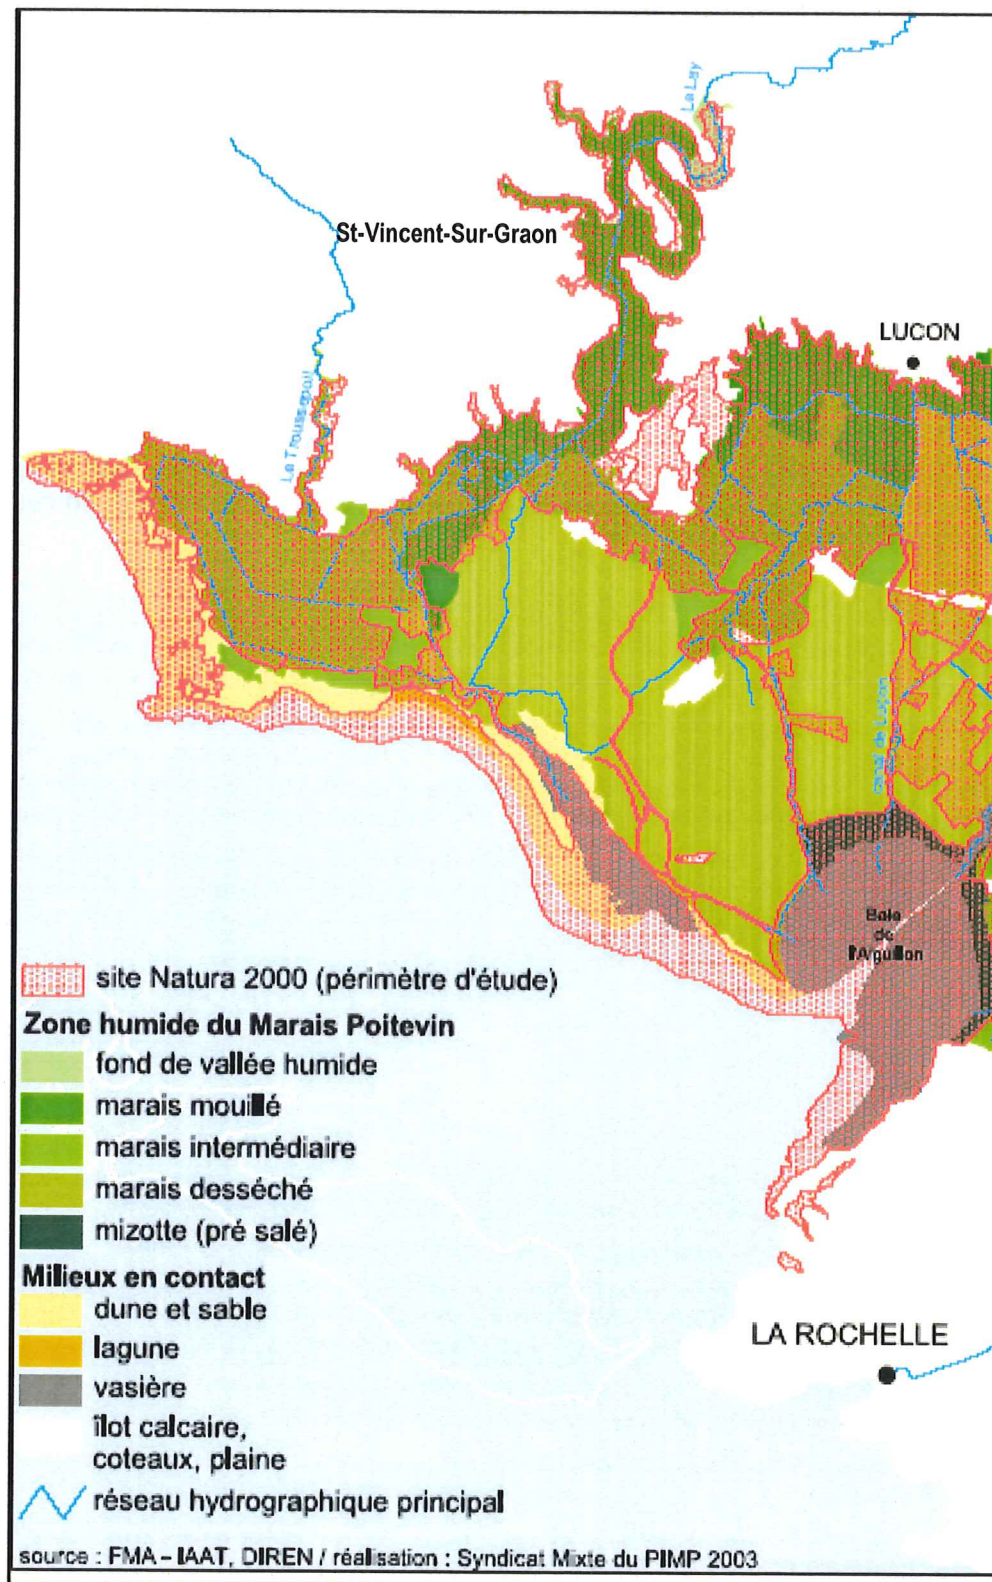 Le Lay
St-Vincent-Sur-Graon
LUCON
canal de Luçon
Baie
de
l'Aiguillon
site Natura 2000 (périmètre d'étude)
Zone humide du Marais Poitevin
fond de vallée humide
marais mouillé
marais intermédiaire
marais desséché
mizotte (pré salé)
Milieux en contact
dune et sable
lagune
vasière
îlot calcaire,
coteaux, plaine
réseau hydrographique principal
LA ROCHELLE
source : FMA - IAAT, DIREN / réalisation : Syndicat Mixte du PIMP 2003